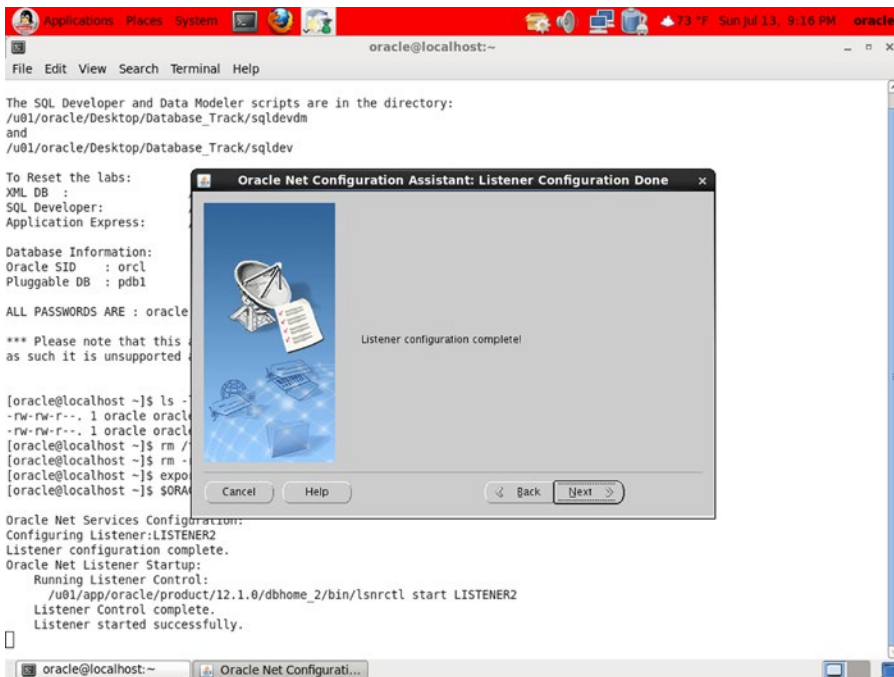 Applications Places System
73 °F Sun Jul 13, 9:16 PM oracle
oracle@localhost:~
File Edit View Search Terminal Help
The SQL Developer and Data Modeler scripts are in the directory:
/u01/oracle/Desktop/Database_Track/sqldevdm
and
/u01/oracle/Desktop/Database_Track/sqldev
To Reset the labs:
XML DB :
SQL Developer:
Application Express:
Database Information:
Oracle SID : orcl
Pluggable DB : pdb1
ALL PASSWORDS ARE : oracle
*** Please note that this
as such it is unsupported
[oracle@localhost ~]$ ls
-rw-rw-r--. 1 oracle oracle
-rw-rw-r--. 1 oracle oracle
[oracle@localhost ~]$ rm
[oracle@localhost ~]$ rm
[oracle@localhost ~]$ expo
[oracle@localhost ~]$ $ORA
Oracle Net Configuration Assistant: Listener Configuration Done
Listener configuration complete!
Cancel Help Back Next
Oracle Net Services Configuration:
Configuring Listener:LISTENER2
Listener configuration complete.
Oracle Net Listener Startup:
Running Listener Control:
/u01/app/oracle/product/12.1.0/dbhome_2/bin/lsnrctl start LISTENER2
Listener Control complete.
Listener started successfully.
oracle@localhost:~
Oracle Net Configurati...